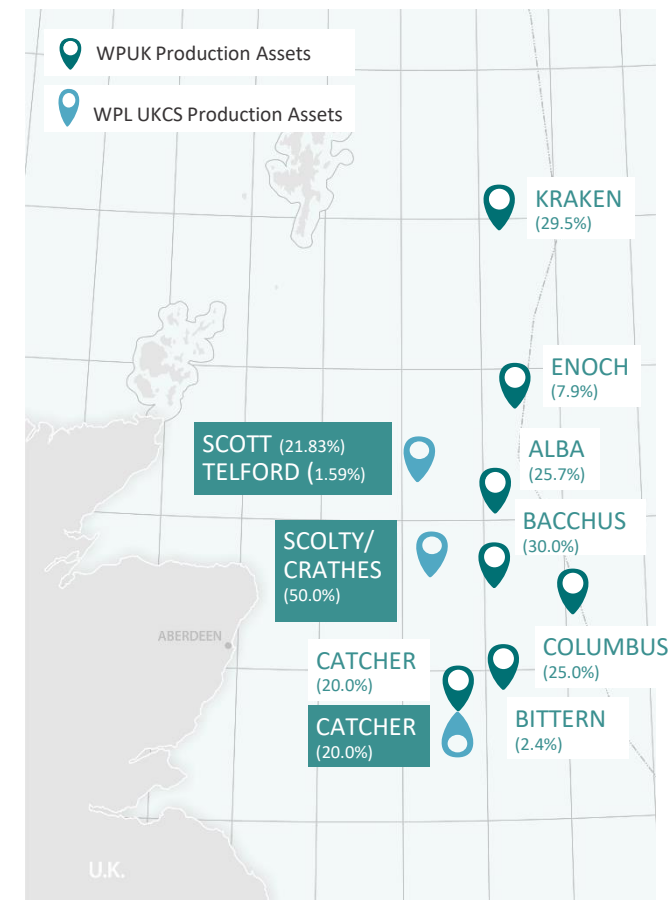 WPUK Production Assets
WPL UKCS Production Assets
KRAKEN
(29.5%)
ENOCH
(7.9%)
SCOTT (21.83%)
TELFORD (1.59%)
ALBA
(25.7%)
BACCHUS
(30.0%)
SCOLTY/
CRATHES
(50.0%)
ABERDEEN
COLUMBUS
(25.0%)
CATCHER
(20.0%)
CATCHER
(20.0%)
BITTERN
(2.4%)
U.K.